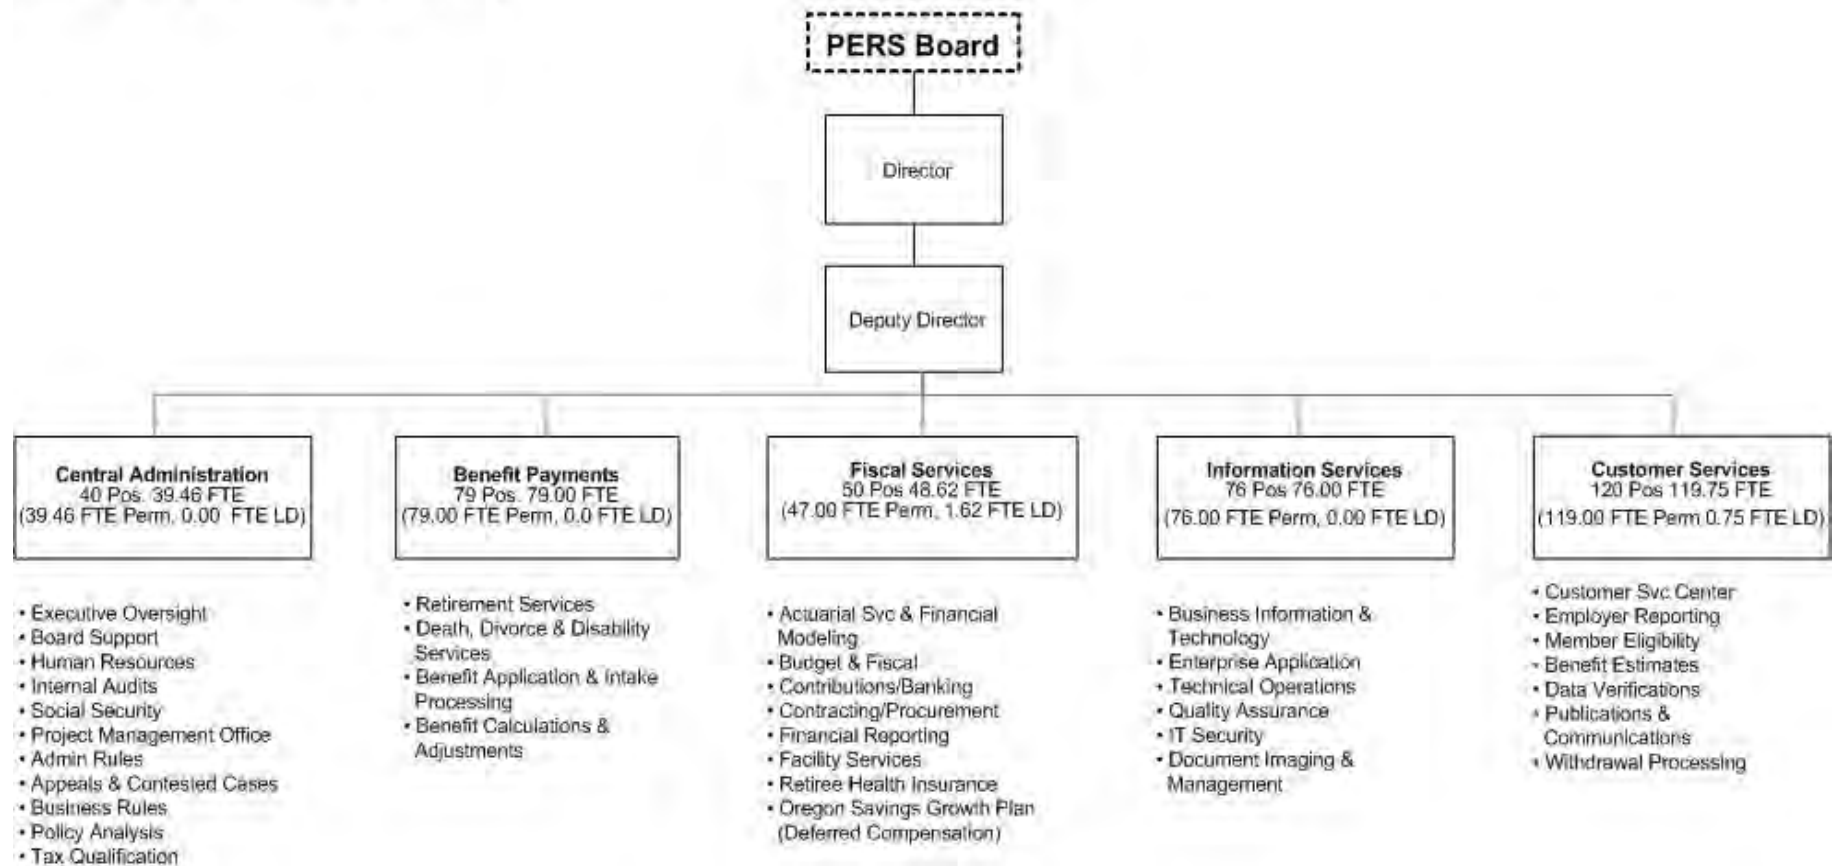 PERS Board
Director
Deputy Director
Central Administration
40 Pos. 39.46 FTE
(39.46 FTE Perm, 0.00 FTE LD)
• Executive Oversight
• Board Support
• Human Resources
• Internal Audits
• Social Security
• Project Management Office
• Admin Rules
• Appeals & Contested Cases
• Business Rules
• Policy Analysis
• Tax Qualification
Benefit Payments
79 Pos. 79.00 FTE
(79.00 FTE Perm, 0.0 FTE LD)
• Retirement Services
• Death, Divorce & Disability
Services
• Benefit Application & Intake
Processing
• Benefit Calculations &
Adjustments
Fiscal Services
50 Pos 48.62 FTE
(47.00 FTE Perm, 1.62 FTE LD)
• Actuarial Svc & Financial
Modeling
• Budget & Fiscal
• Contributions/Banking
• Contracting/Procurement
• Financial Reporting
• Facility Services
• Retiree Health Insurance
• Oregon Savings Growth Plan
(Deferred Compensation)
Information Services
76 Pos 76.00 FTE
(76.00 FTE Perm, 0.00 FTE LD)
• Business Information &
Technology
• Enterprise Application
• Technical Operations
• Quality Assurance
• IT Security
• Document Imaging &
Management
Customer Services
120 Pos 119.75 FTE
(119.00 FTE Perm 0.75 FTE LD)
• Customer Svc Center
• Employer Reporting
• Member Eligibility
• Benefit Estimates
• Data Verifications
• Publications &
Communications
• Withdrawal Processing